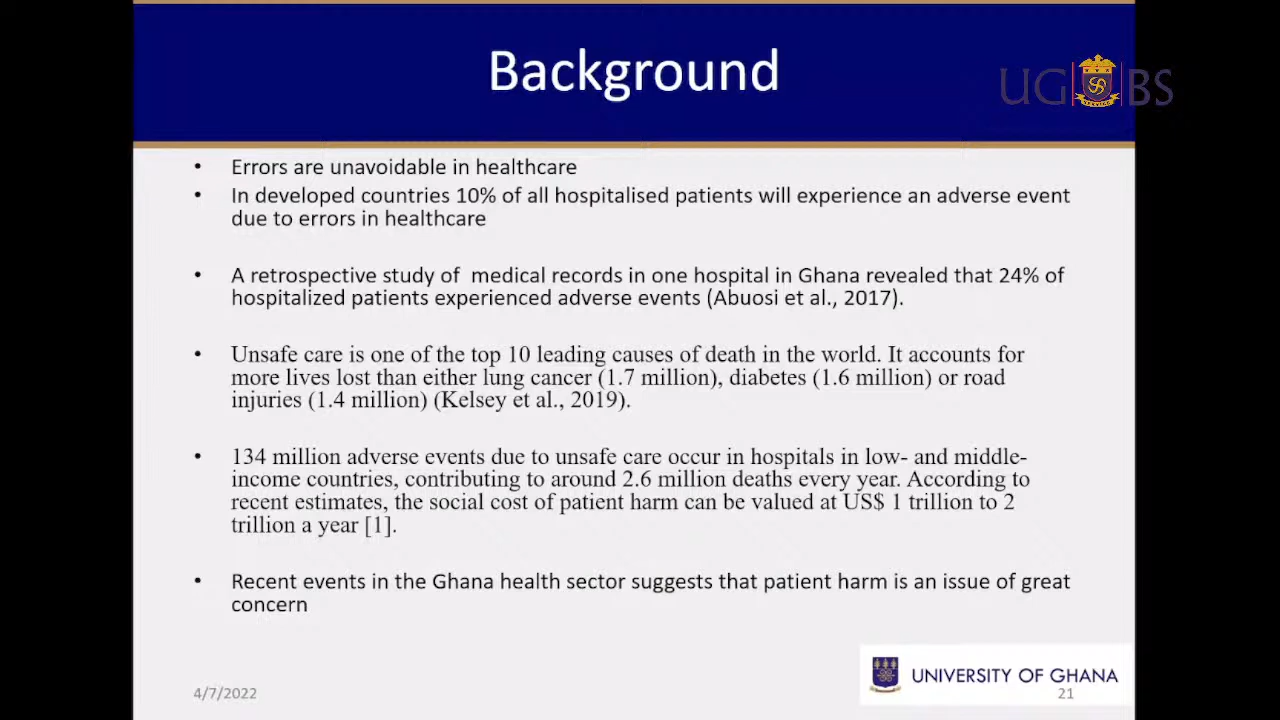 Background
UG BS
• Errors are unavoidable in healthcare
• In developed countries 10% of all hospitalised patients will experience an adverse event
due to errors in healthcare
• A retrospective study of  medical records in one hospital in Ghana revealed that 24% of
hospitalized patients experienced adverse events (Abuosi et al., 2017).
• Unsafe care is one of the top 10 leading causes of death in the world. It accounts for
more lives lost than either lung cancer (1.7 million), diabetes (1.6 million) or road
injuries (1.4 million) (Kelsey et al., 2019).
• 134 million adverse events due to unsafe care occur in hospitals in low- and middle-
income countries, contributing to around 2.6 million deaths every year. According to
recent estimates, the social cost of patient harm can be valued at US$ 1 trillion to 2
trillion a year [1].
• Recent events in the Ghana health sector suggests that patient harm is an issue of great
concern
UNIVERSITY OF GHANA
4/7/2022
21